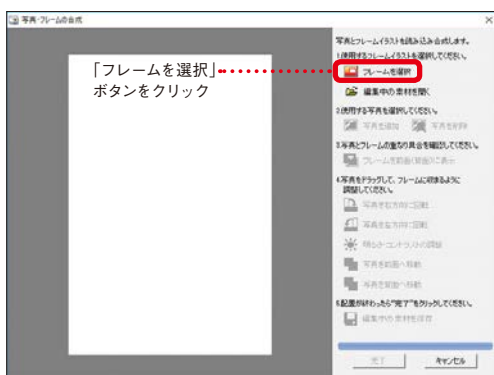 写真・フレームの合成
写真とフレームイラストを読み込み合成します。
1.使用するフレームイラストを選択してください。
「フレームを選択」
ボタンをクリック
フレームを選択
編集中の素材を開く
2.使用する写真を選択してください。
写真を追加 写真を削除
3.写真とフレームの重なり具合を確認してください。
フレームを前面(背面)に表示
4.写真をドラッグして、フレームに収まるように
調整してください。
写真を左方向に回転
写真を右方向に回転
明るさ・コントラストの調整
写真を前面へ移動
写真を背面へ移動
5.配置が終わったら"完了"をクリックしてください。
編集中の素材を保存
完了 キャンセル